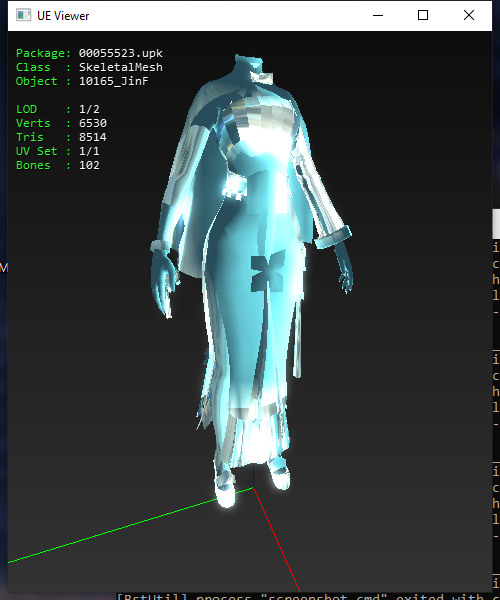 UE Viewer
Package: 00055523.upk
Class : SkeletalMesh
Object : 10165_JinF
LOD : 1/2
Verts : 6530
Tris : 8514
UV Set : 1/1
Bones : 102
M
i
c
h
l
-
i
c
h
l
-
i
c
h
l
-
i
[RstUtil] process "screenshot.cmd" exited with c